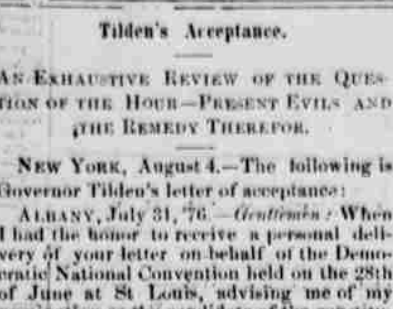 Tilden's Acceptance.
AN EXHAUSTIVE REVIEW OF THE QUES-
TION OF THE HOUR—PRESENT EVILS AND
THE REMEDY THEREFOR.
NEW YORK, August 4.—The following is
Governor Tilden's letter of acceptance:
ALBANY, July 31, '76.—Gentlemen: When
I had the honor to receive a personal deli-
very of your letter on behalf of the Demo-
cratic National Convention held on the 28th
of June at St Louis, advising me of my